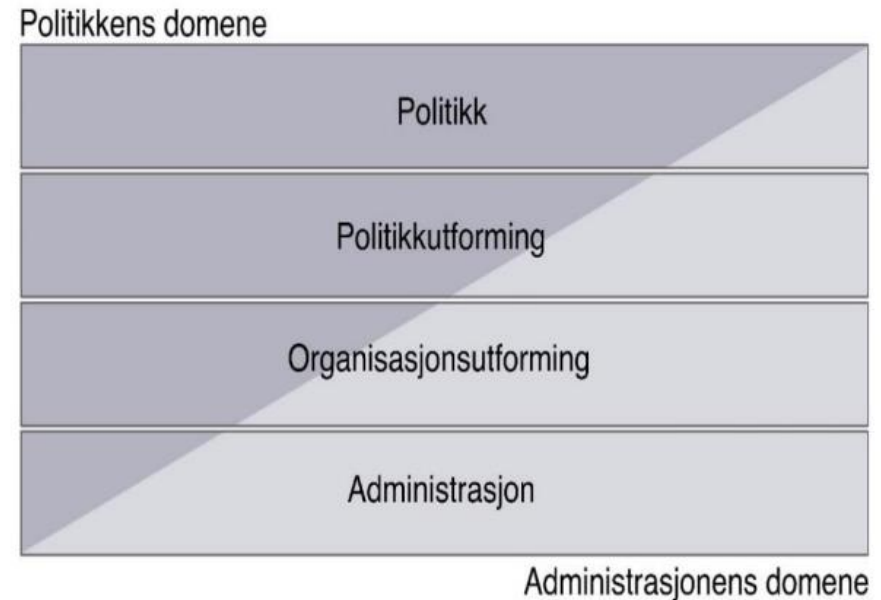 Politikkens domene
Politikk
Politikkutforming
Organisasjonsutforming
Administrasjon
Administrasjonens domene